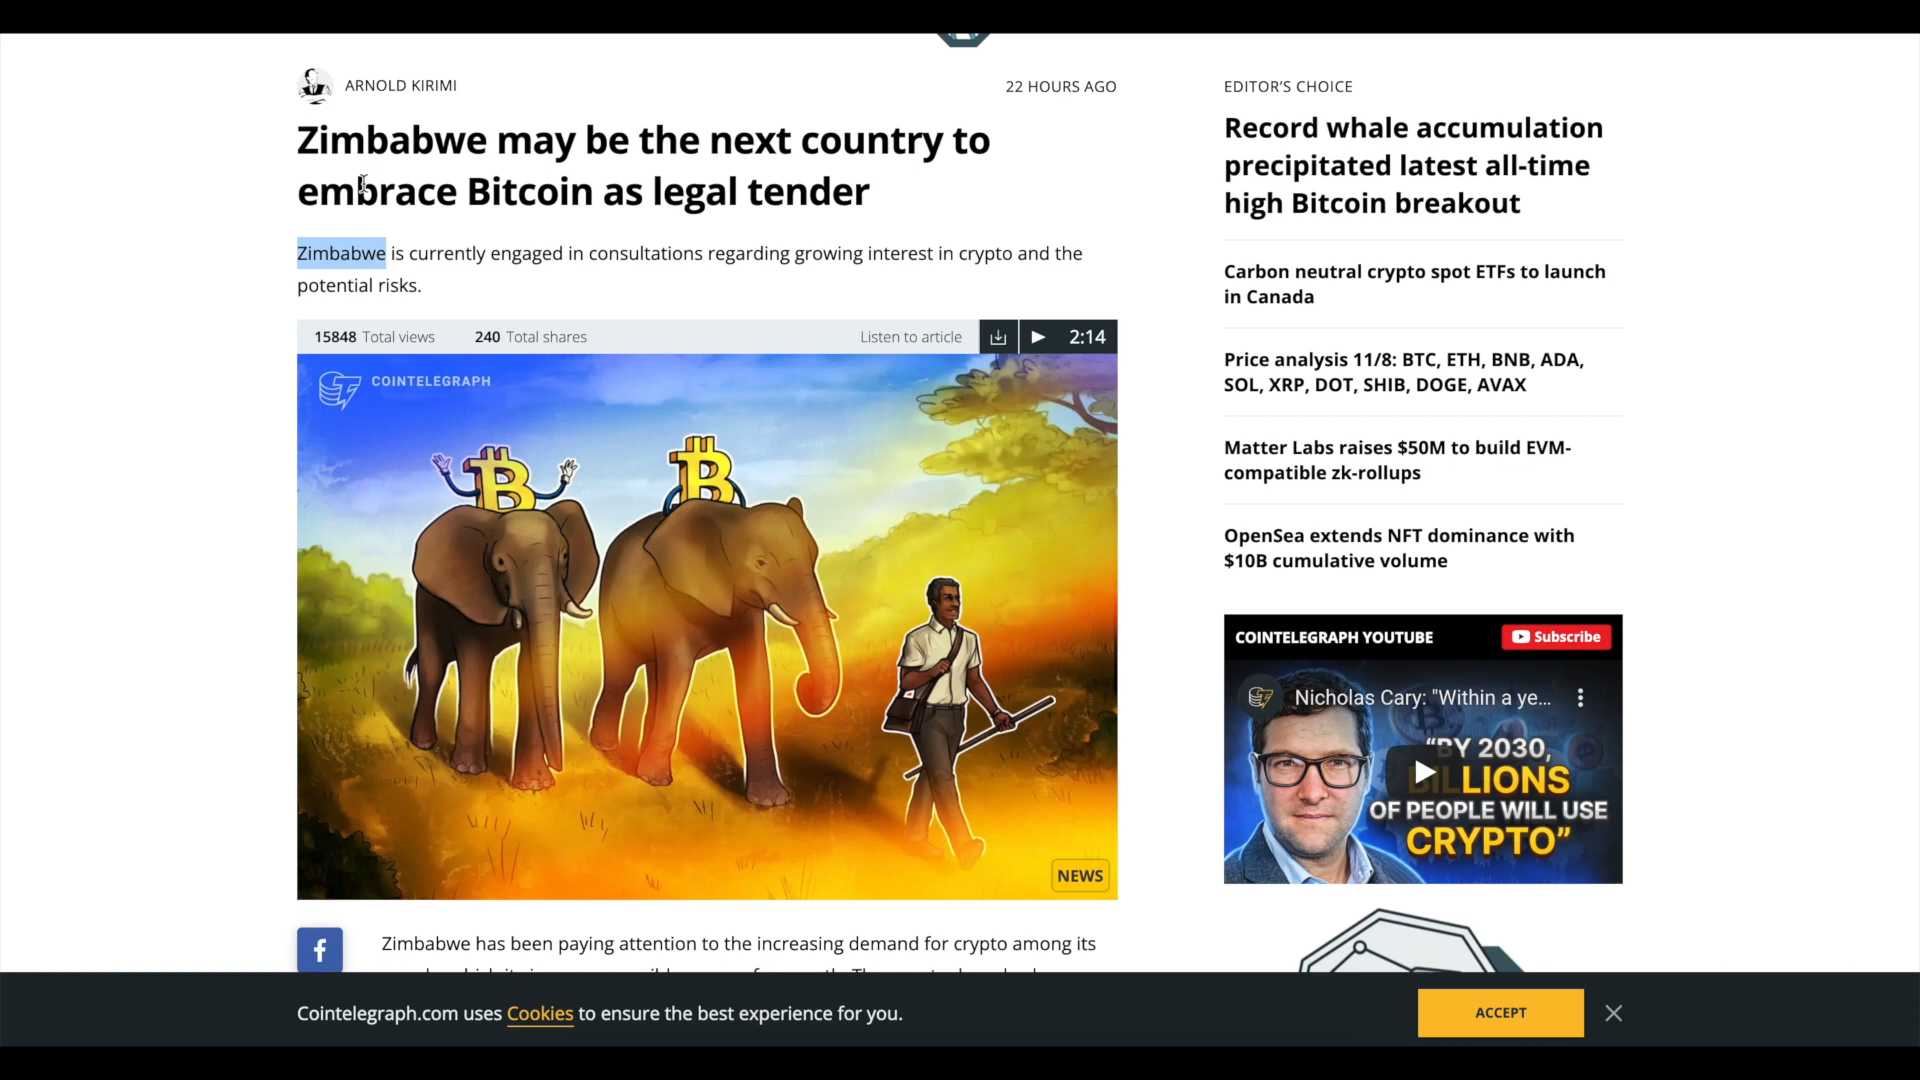 ARNOLD KIRIMI
22 HOURS AGO
Zimbabwe may be the next country to
embrace Bitcoin as legal tender
Zimbabwe is currently engaged in consultations regarding growing interest in crypto and the
potential risks.
15848 Total views 240 Total shares Listen to article 2:14
COINTELEGRAPH
NEWS
Zimbabwe has been paying attention to the increasing demand for crypto among its
EDITOR'S CHOICE
Record whale accumulation
precipitated latest all-time
high Bitcoin breakout
Carbon neutral crypto spot ETFs to launch
in Canada
Price analysis 11/8: BTC, ETH, BNB, ADA,
SOL, XRP, DOT, SHIB, DOGE, AVAX
Matter Labs raises $50M to build EVM-
compatible zk-rollups
OpenSea extends NFT dominance with
$10B cumulative volume
COINTELEGRAPH YOUTUBE Subscribe
Nicholas Cary: "Within a ye...
“BY 2030,
BILLIONS
OF PEOPLE WILL USE
CRYPTO”
Cointelegraph.com uses Cookies to ensure the best experience for you.
ACCEPT